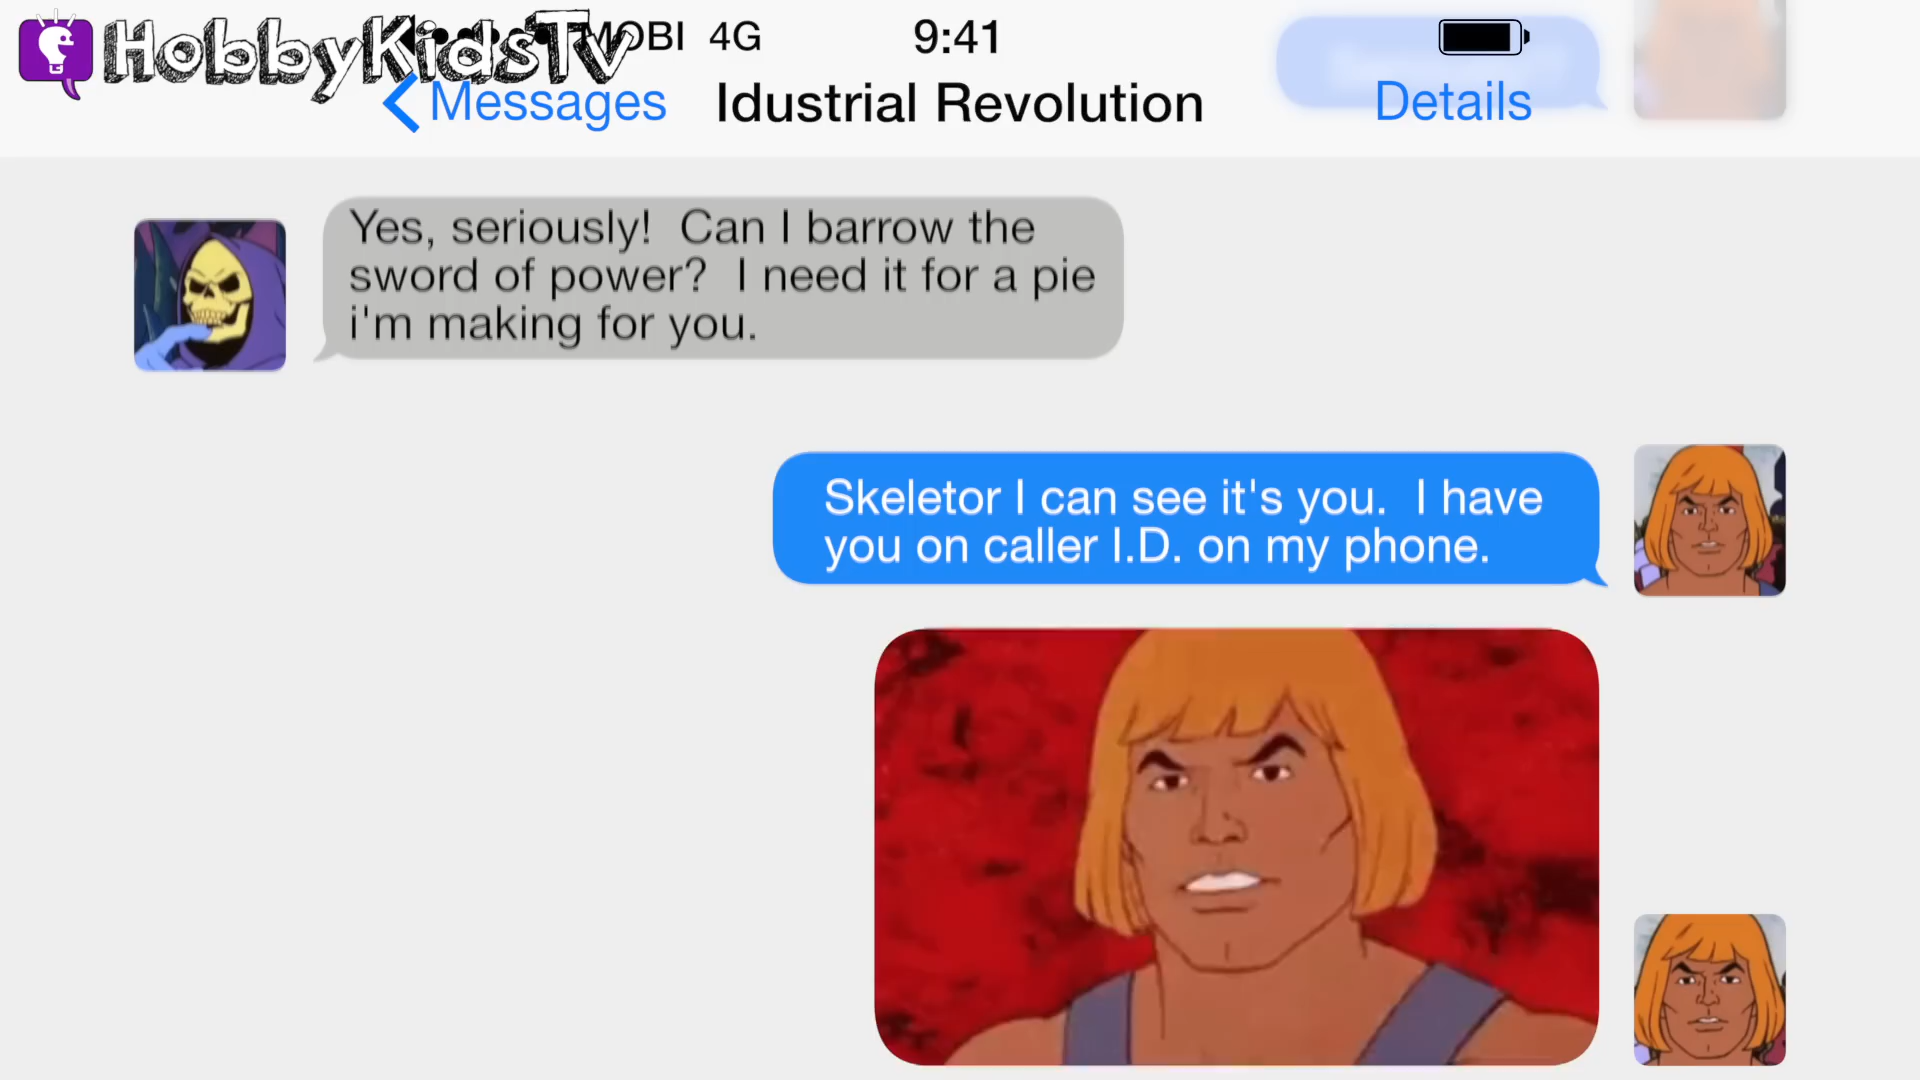 HobbyKidsTv
MOBI 4G 9:41
Messages Idustrial Revolution Details
Yes, seriously! Can I barrow the
sword of power? I need it for a pie
i'm making for you.
Skeletor I can see it's you. I have
you on caller I.D. on my phone.